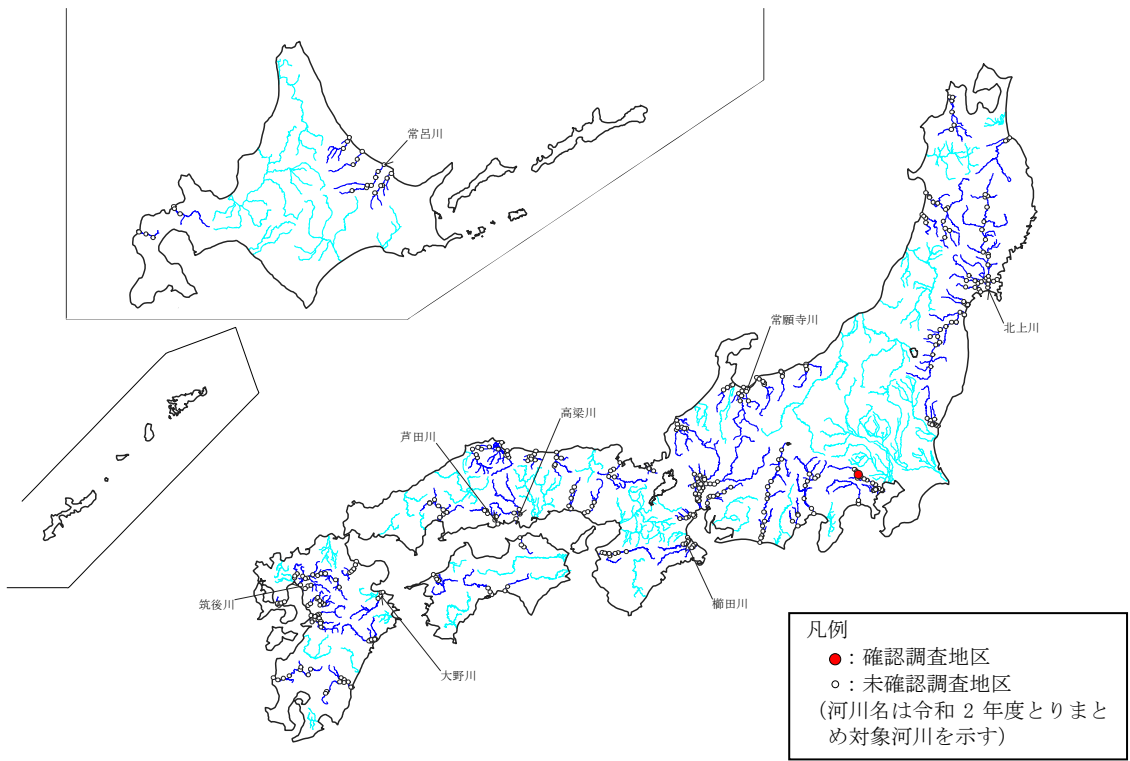 常呂川
北上川
常願寺川
高梁川
芦田川
筑後川
櫛田川
大野川
凡例
●：確認調査地区
○：未確認調査地区
（河川名は令和 2 年度とりまと
め対象河川を示す）